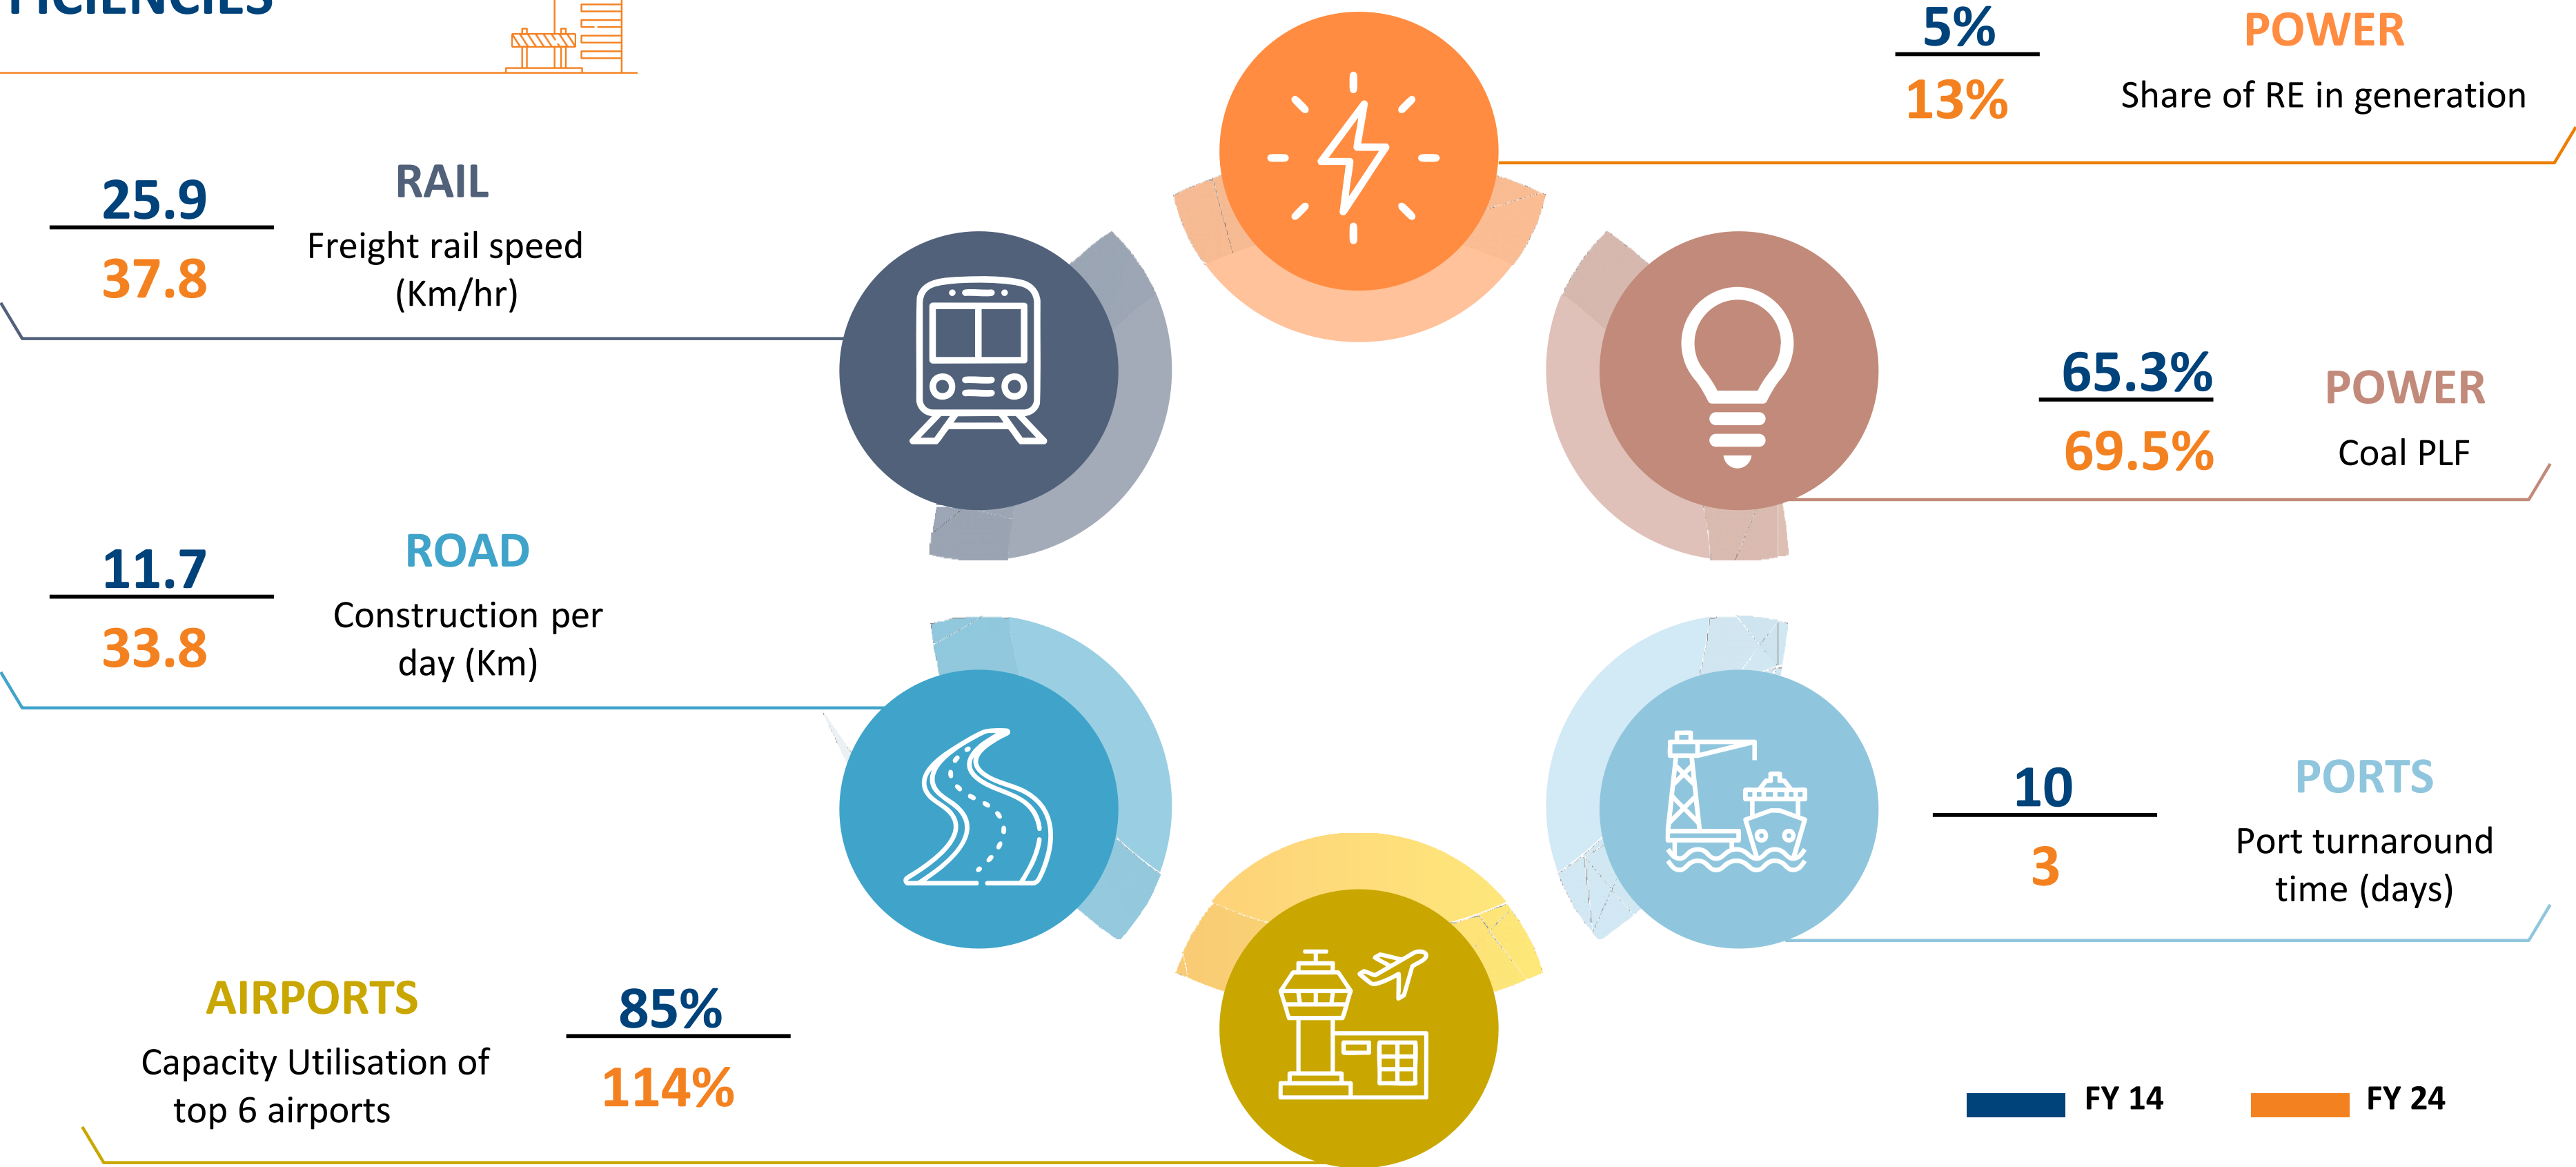 5%
POWER
13%
Share of RE in generation
25.9
RAIL
37.8
Freight rail speed
(Km/hr)
65.3%
POWER
69.5%
Coal PLF
11.7
ROAD
33.8
Construction per
day (Km)
10
PORTS
3
Port turnaround
time (days)
AIRPORTS
85%
Capacity Utilisation of
top 6 airports
114%
FY 14
FY 24